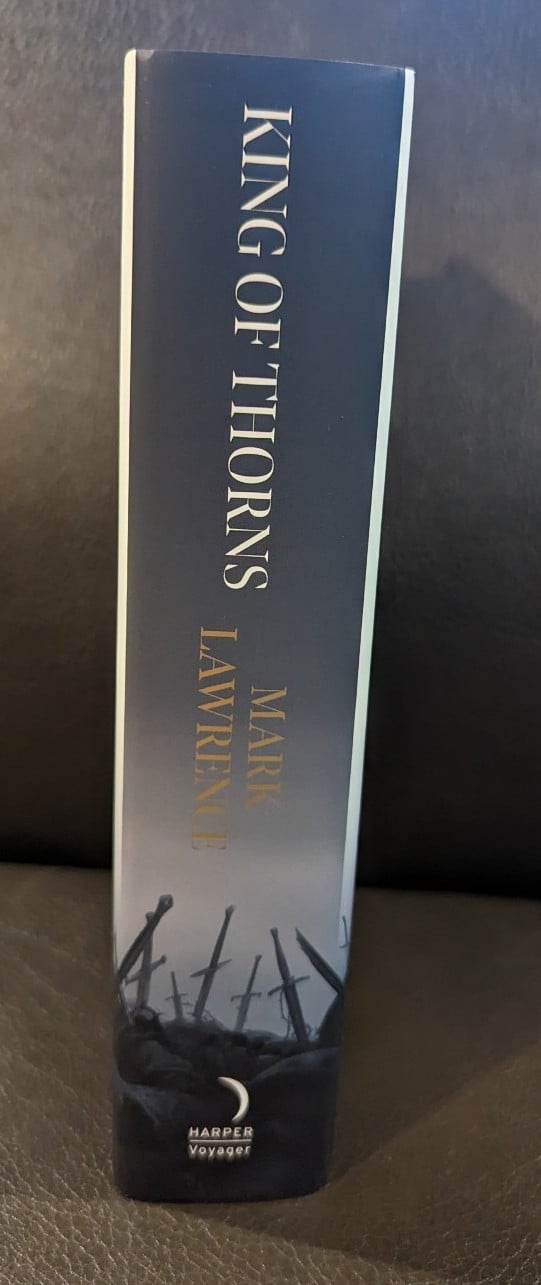 KING OF THORNS
MARK
LAWRENCE
HARPER
Voyager